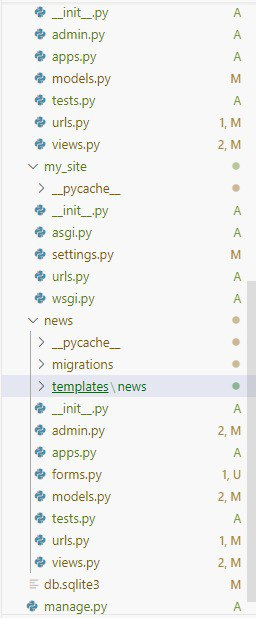 __init__.py A
admin.py A
apps.py A
models.py M
tests.py A
urls.py 1, M
views.py 2, M
my_site
__pycache__
__init__.py A
asgi.py A
settings.py M
urls.py A
wsgi.py A
news
__pycache__
migrations
templates\news
__init__.py A
admin.py 2, M
apps.py A
forms.py 1, U
models.py 2, M
tests.py A
urls.py 1, M
views.py 2, M
db.sqlite3 M
manage.py A